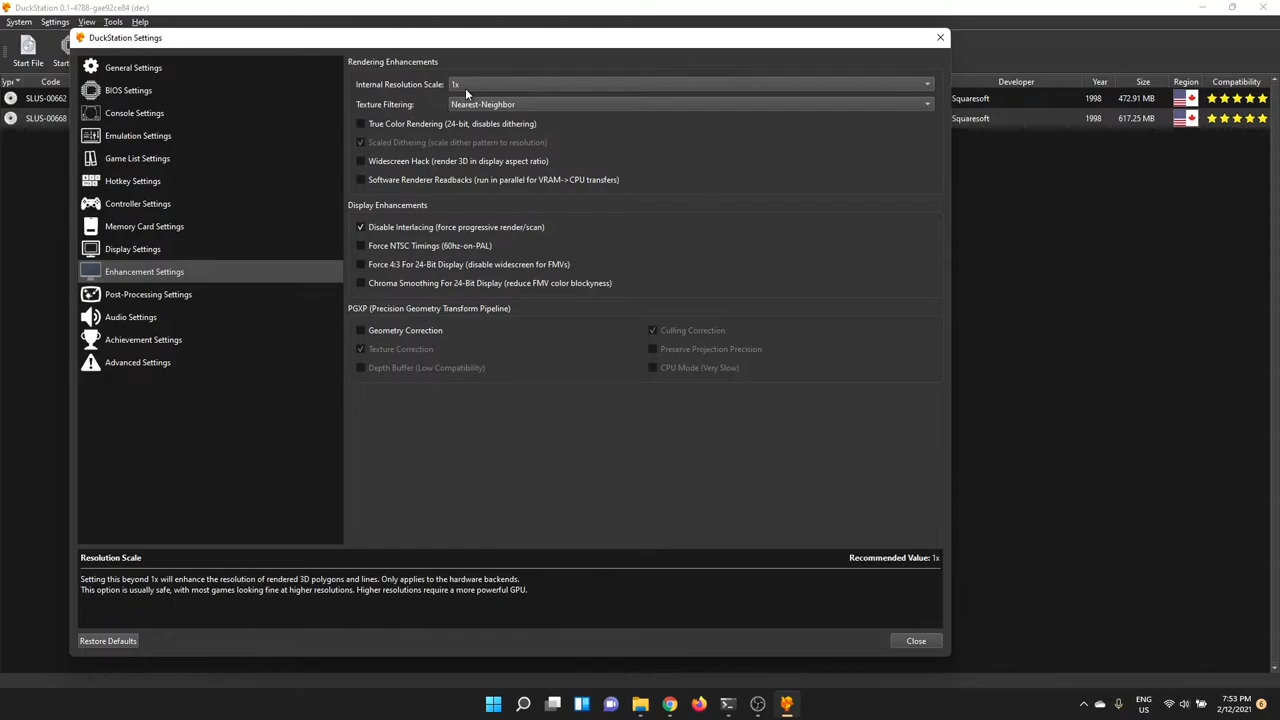 DuckStation 0.1-4788-gae92ce84 (dev)
System Settings View Tools Help
DuckStation Settings
Start File
Type Code
Developer Year Size Region Compatibility
SLUS-00662
Squaresoft 1998 472.91 MB
SLUS-00668
Squaresoft 1998 617.25 MB
General Settings
BIOS Settings
Console Settings
Emulation Settings
Game List Settings
Hotkey Settings
Controller Settings
Memory Card Settings
Display Settings
Enhancement Settings
Post-Processing Settings
Audio Settings
Achievement Settings
Advanced Settings
Rendering Enhancements
Internal Resolution Scale: 1x
Texture Filtering: Nearest-Neighbor
True Color Rendering (24-bit, disables dithering)
Scaled Dithering (scale dither pattern to resolution)
Widescreen Hack (render 3D in display aspect ratio)
Software Renderer Readbacks (run in parallel for VRAM->CPU transfers)
Display Enhancements
Disable Interlacing (force progressive render/scan)
Force NTSC Timings (60hz-on-PAL)
Force 4:3 For 24-Bit Display (disable widescreen for FMVs)
Chroma Smoothing For 24-Bit Display (reduce FMV color blockyness)
PGXP (Precision Geometry Transform Pipeline)
Geometry Correction Culling Correction
Texture Correction Preserve Projection Precision
Depth Buffer (Low Compatibility) CPU Mode (Very Slow)
Resolution Scale Recommended Value: 1x
Setting this beyond 1x will enhance the resolution of rendered 3D polygons and lines. Only applies to the hardware backends.
This option is usually safe, with most games looking fine at higher resolutions. Higher resolutions require a more powerful GPU.
Restore Defaults Close
ENG
US
7:53 PM
2/12/2021
6